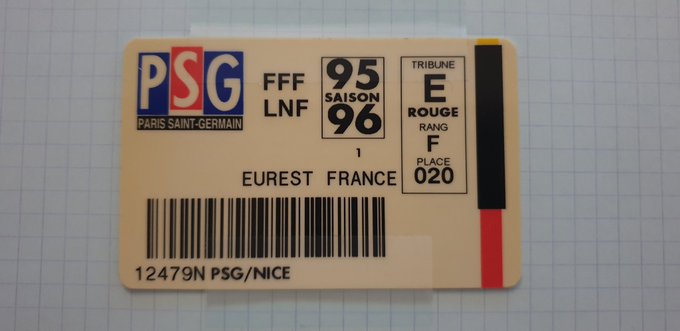 PSG
PARIS SAINT-GERMAIN
FFF
LNF
95
SAISON
96
1
TRIBUNE
E
ROUGE
RANG
F
PLACE
020
EUREST FRANCE
12479N PSG/NICE